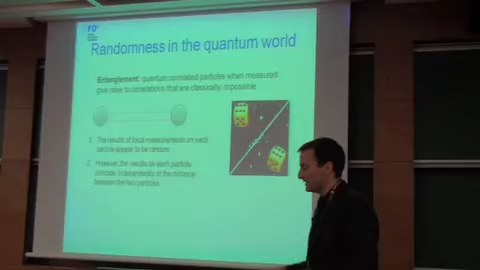 Randomness in the quantum world
Entanglement: quantum correlated particles when measured
give raise to correlations that are classically impossible
1. The results of local measurements on each
particle appear to be random.
2. However, the results on each particle
coincide, independently of the distance
between the two particles.